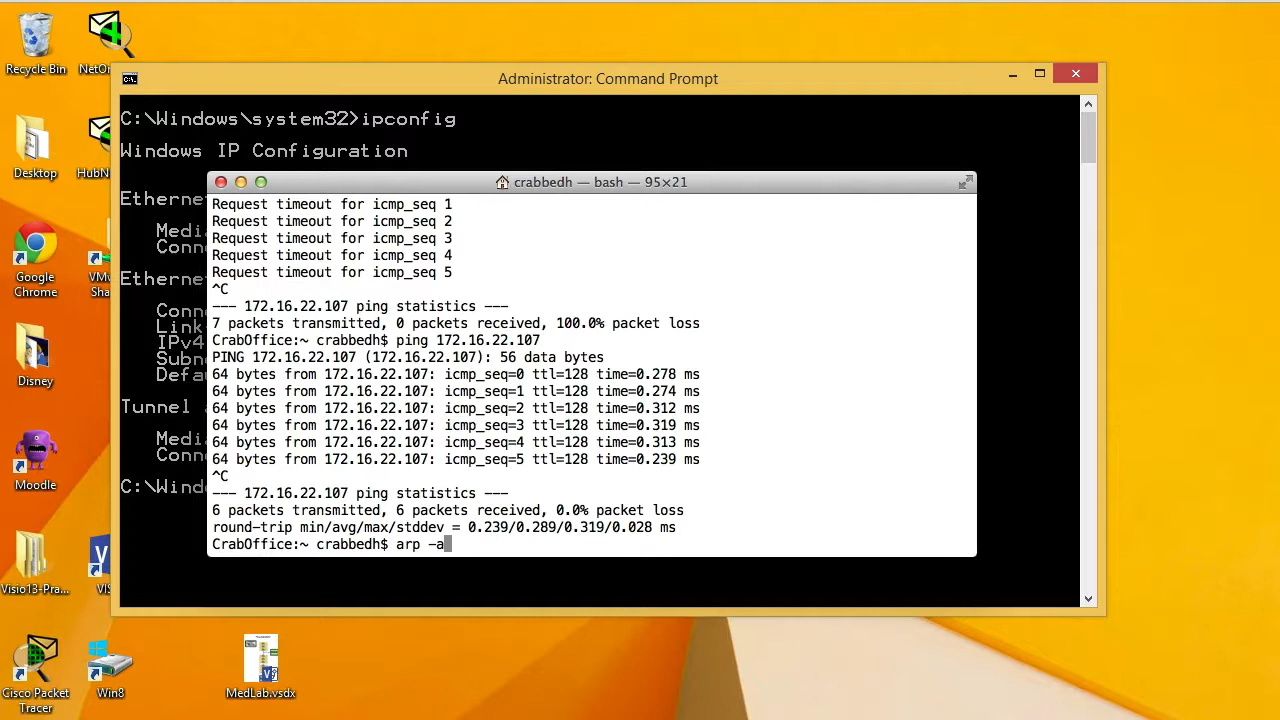 Recycle Bin
NetOr
Desktop
HubN
Google
Chrome
VMw
Sha
Disney
Moodle
Visio13-Pra...
VIS
Cisco Packet
Tracer
Win8
MedLab.vsdx
Administrator: Command Prompt
C:\Windows\system32>ipconfig
Windows IP Configuration
Etherne
Medi
Conn
Etherne
Conn
Link
IPv4
Subn
Defa
Tunnel
Medi
Conn
C:\Wind
crabbedh — bash — 95×21
Request timeout for icmp_seq 1
Request timeout for icmp_seq 2
Request timeout for icmp_seq 3
Request timeout for icmp_seq 4
Request timeout for icmp_seq 5
^C
--- 172.16.22.107 ping statistics ---
7 packets transmitted, 0 packets received, 100.0% packet loss
CrabOffice:~ crabbedh$ ping 172.16.22.107
PING 172.16.22.107 (172.16.22.107): 56 data bytes
64 bytes from 172.16.22.107: icmp_seq=0 ttl=128 time=0.278 ms
64 bytes from 172.16.22.107: icmp_seq=1 ttl=128 time=0.274 ms
64 bytes from 172.16.22.107: icmp_seq=2 ttl=128 time=0.312 ms
64 bytes from 172.16.22.107: icmp_seq=3 ttl=128 time=0.319 ms
64 bytes from 172.16.22.107: icmp_seq=4 ttl=128 time=0.313 ms
64 bytes from 172.16.22.107: icmp_seq=5 ttl=128 time=0.239 ms
^C
--- 172.16.22.107 ping statistics ---
6 packets transmitted, 6 packets received, 0.0% packet loss
round-trip min/avg/max/stddev = 0.239/0.289/0.319/0.028 ms
CrabOffice:~ crabbedh$ arp -a